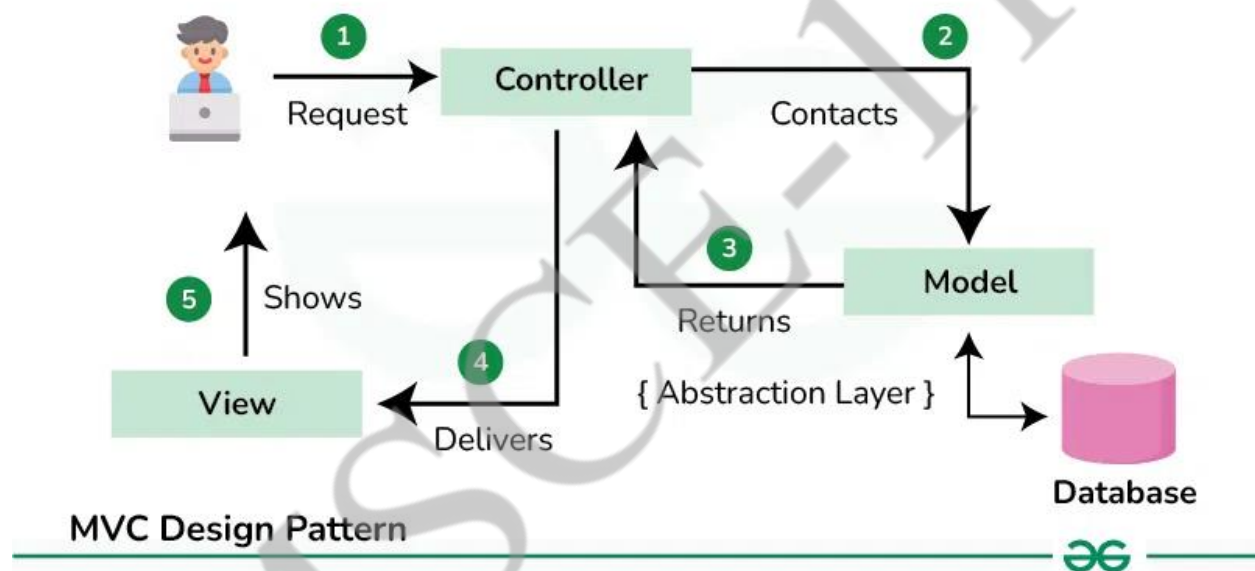 1
2
Controller
Request
Contacts
3
Model
5
Shows
Returns
4
{ Abstraction Layer }
View
Delivers
Database
MVC Design Pattern